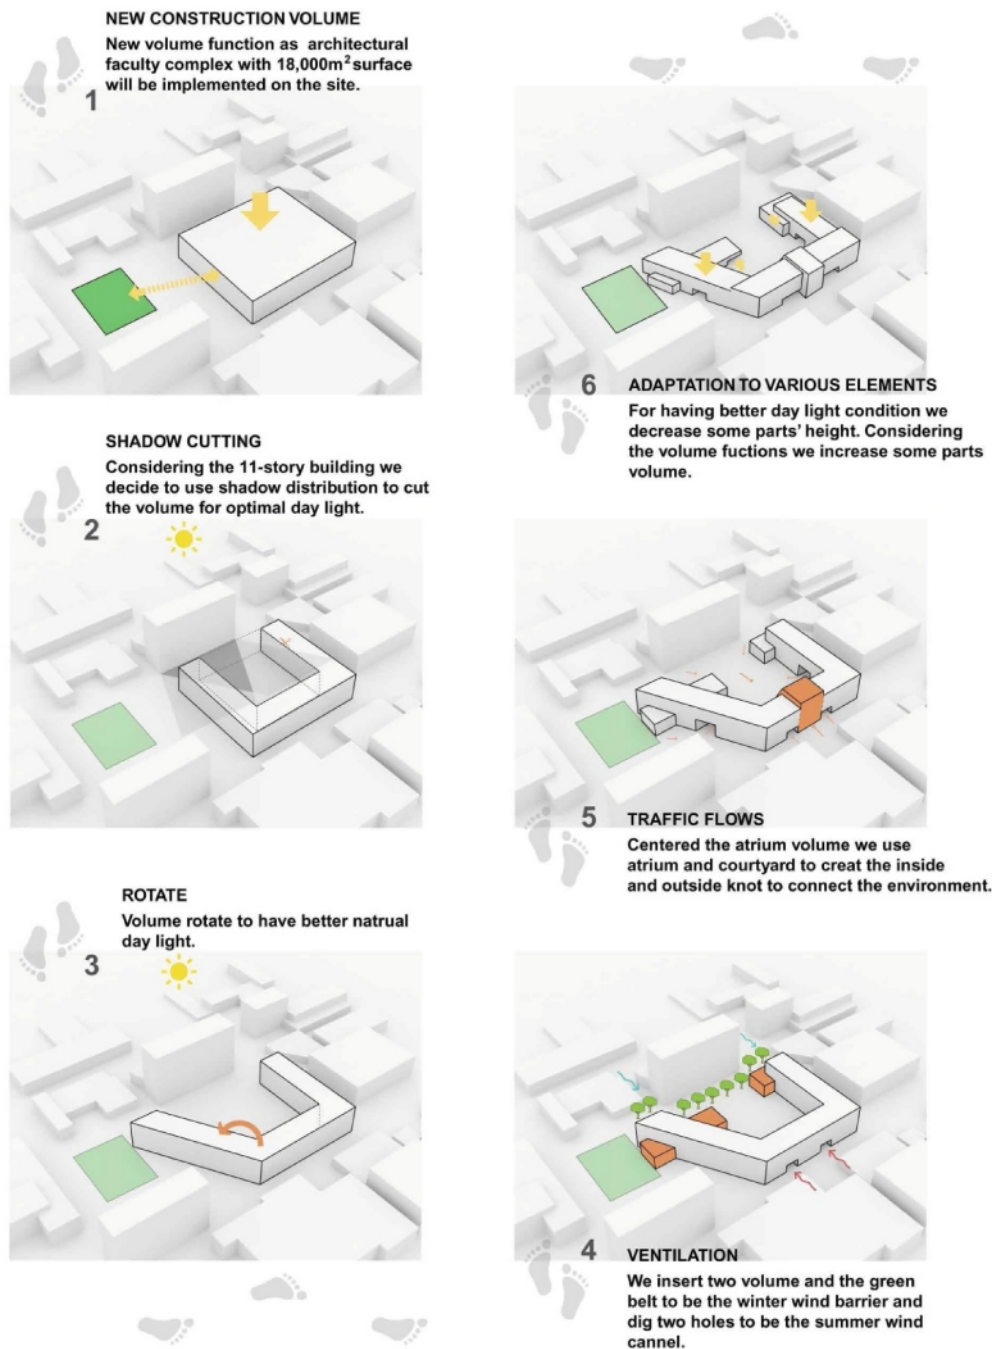 NEW CONSTRUCTION VOLUME
New volume function as architectural
faculty complex with 18,000m² surface
will be implemented on the site.
1
SHADOW CUTTING
Considering the 11-story building we
decide to use shadow distribution to cut
the volume for optimal day light.
2
ROTATE
Volume rotate to have better natrual
day light.
3
4
VENTILATION
We insert two volume and the green
belt to be the winter wind barrier and
dig two holes to be the summer wind
cannel.
5
TRAFFIC FLOWS
Centered the atrium volume we use
atrium and courtyard to creat the inside
and outside knot to connect the environment.
6
ADAPTATION TO VARIOUS ELEMENTS
For having better day light condition we
decrease some parts' height. Considering
the volume fuctions we increase some parts
volume.